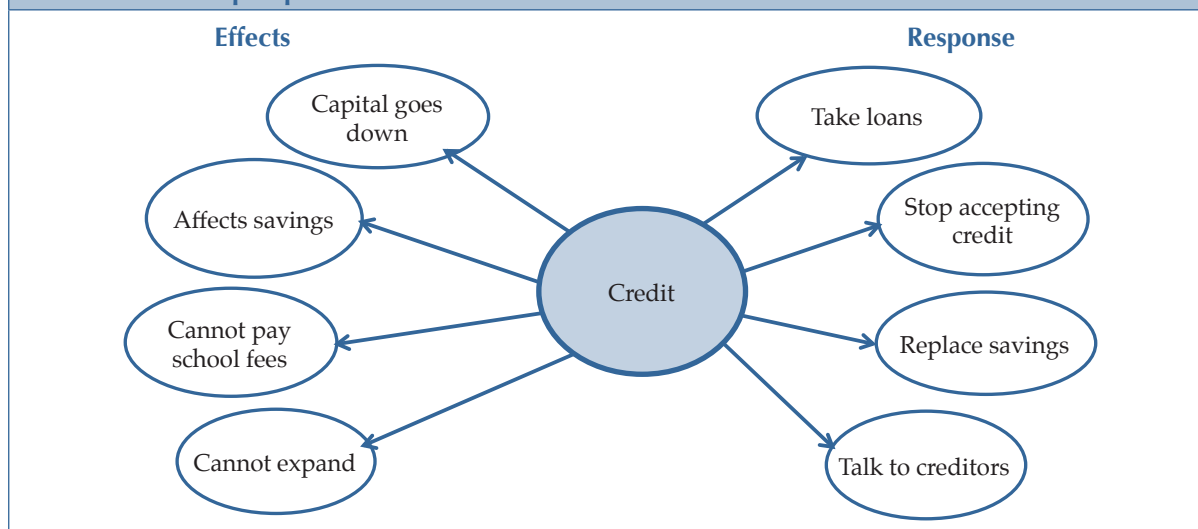 Effects
Capital goes
down
Affects savings
Cannot pay
school fees
Cannot expand
Credit
Response
Take loans
Stop accepting
credit
Replace savings
Talk to creditors